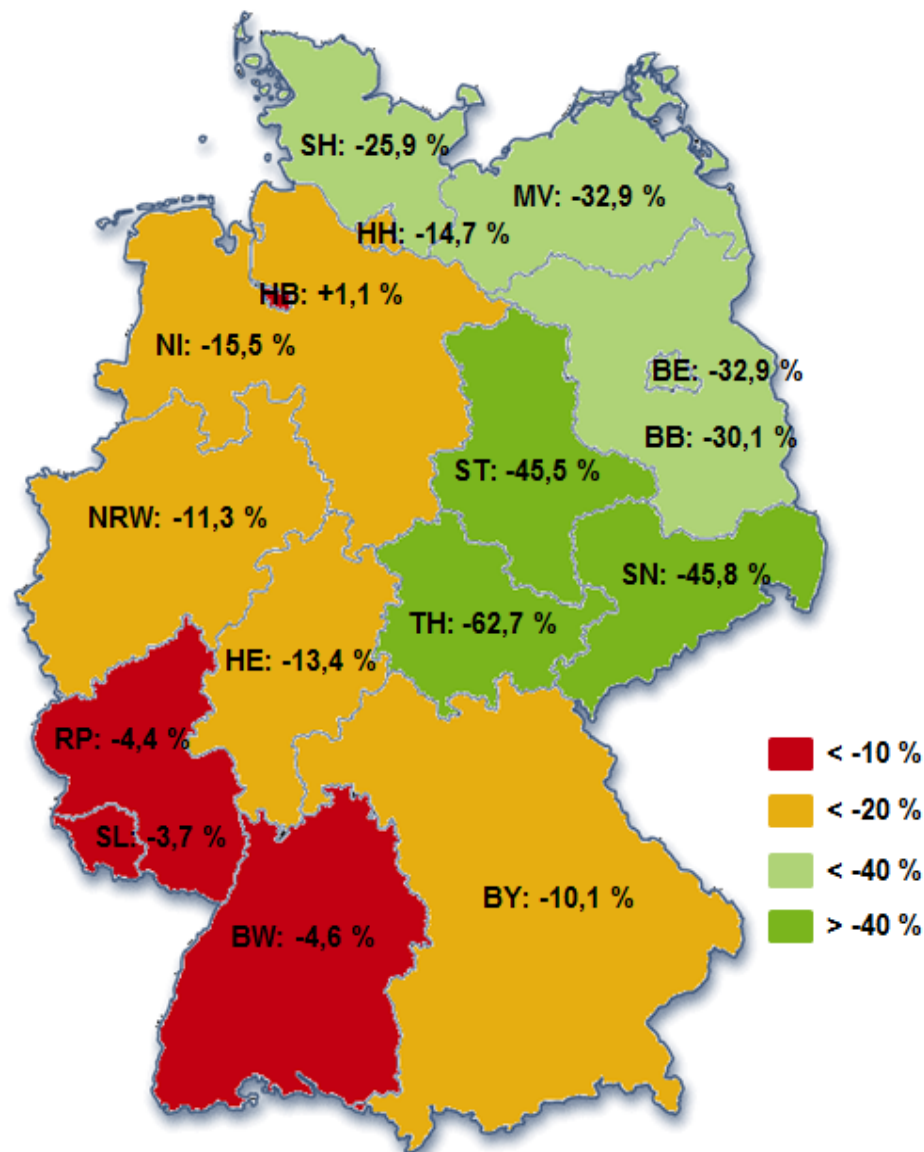 SH: -25,9 %
MV: -32,9 %
HH: -14,7 %
HB: +1,1 %
NI: -15,5 %
BE: -32,9 %
BB: -30,1 %
ST: -45,5 %
NRW: -11,3 %
SN: -45,8 %
TH: -62,7 %
HE: -13,4 %
RP: -4,4 %
SL: -3,7 %
BY: -10,1 %
BW: -4,6 %
< -10 %
< -20 %
< -40 %
> -40 %